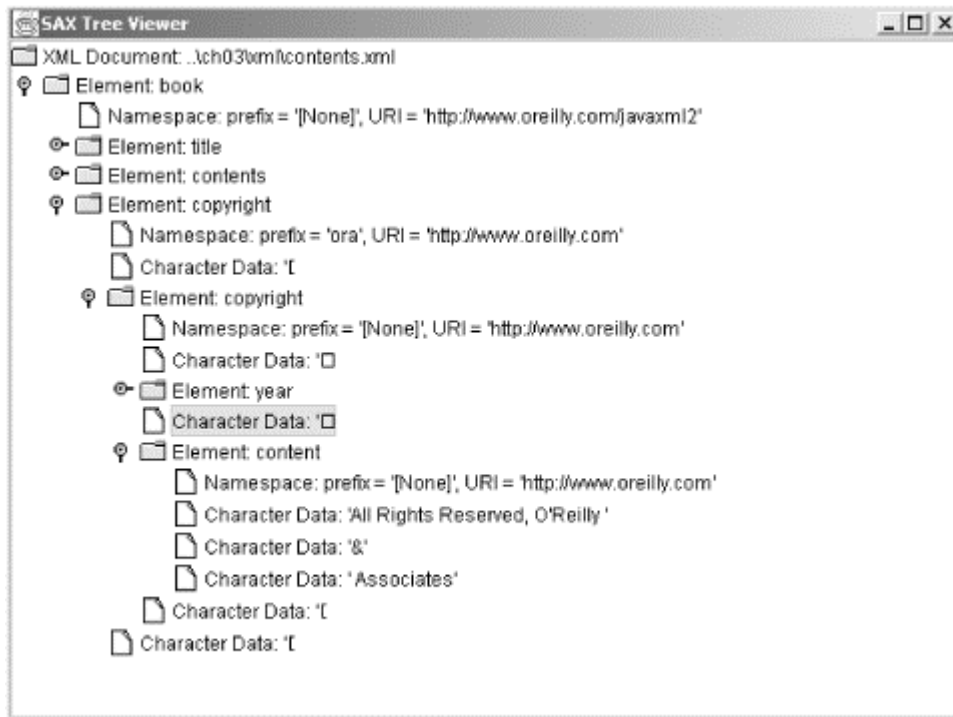 SAX Tree Viewer
XML Document: ..\ch03\xml\contents.xml
Element: book
Namespace: prefix = '[None]', URI = 'http://www.oreilly.com/javaxml2'
Element: title
Element: contents
Element: copyright
Namespace: prefix = 'ora', URI = 'http://www.oreilly.com'
Character Data: '[
Element: copyright
Namespace: prefix = '[None]', URI = 'http://www.oreilly.com'
Character Data: '□
Element: year
Character Data: '□
Element: content
Namespace: prefix = '[None]', URI = 'http://www.oreilly.com'
Character Data: 'All Rights Reserved, O'Reilly '
Character Data: '&'
Character Data: ' Associates'
Character Data: '[
Character Data: '[